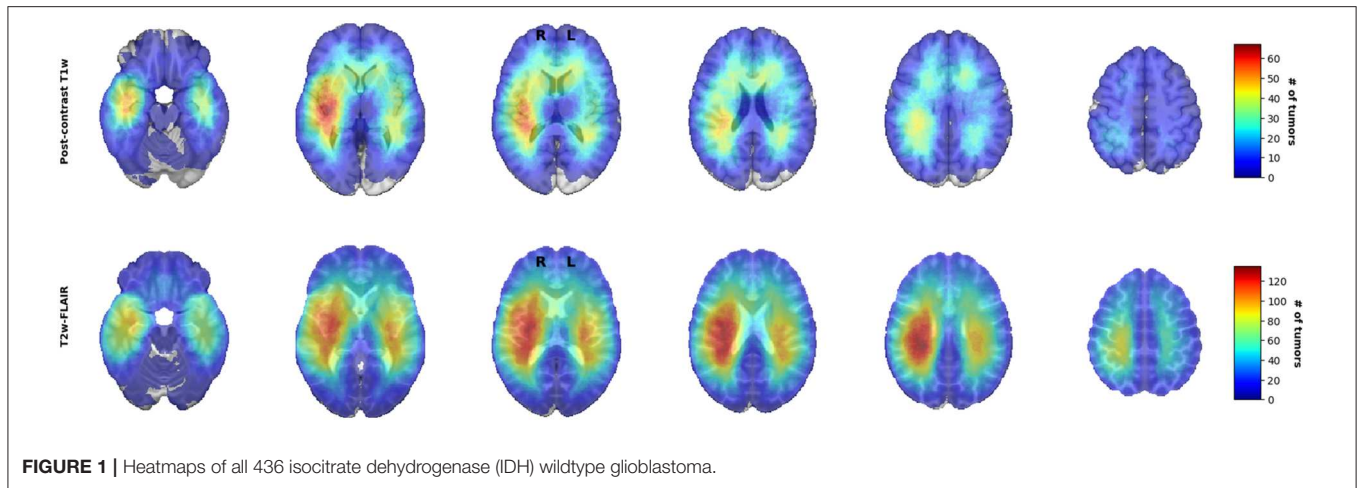 Post-contrast T1w
R L
60
50
40
30
20
10
0
# of tumors
T2w-FLAIR
R L
120
100
80
60
40
20
0
# of tumors
FIGURE 1 | Heatmaps of all 436 isocitrate dehydrogenase (IDH) wildtype glioblastoma.